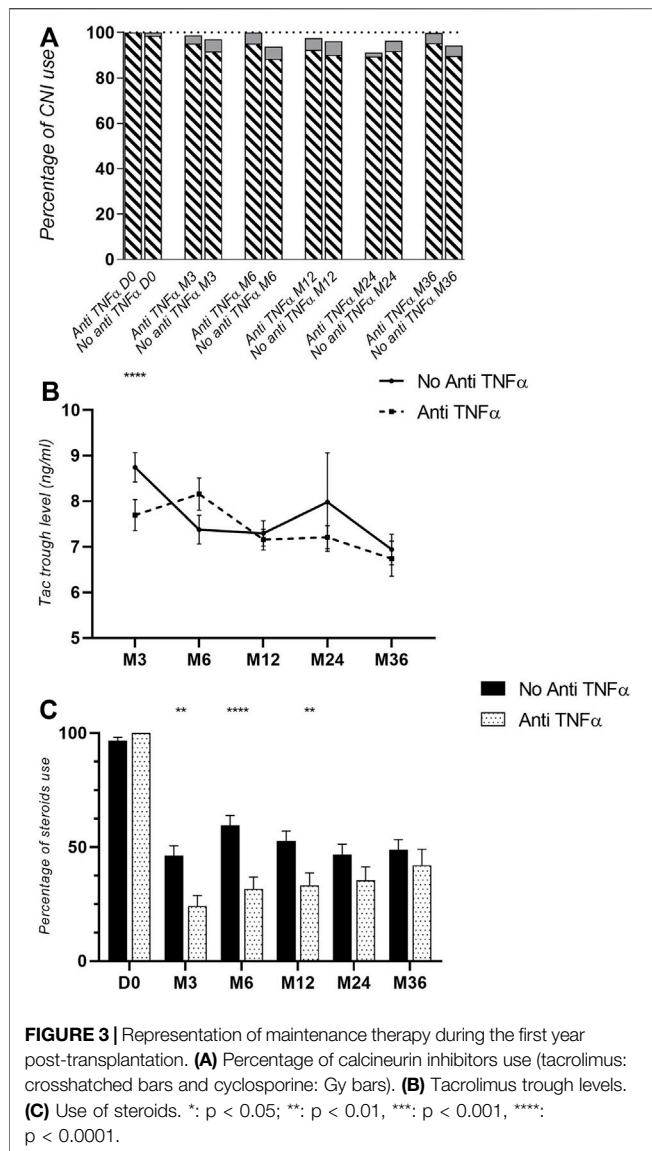 A
Percentage of CNI use
100
80
60
40
20
0
Anti TNFα D0
No anti TNFα D0
Anti TNFα M3
No anti TNFα M3
Anti TNFα M6
No anti TNFα M6
Anti TNFα M12
No anti TNFα M12
Anti TNFα M24
No anti TNFα M24
Anti TNFα M36
No anti TNFα M36
B
****
No Anti TNFα
Anti TNFα
Tac trough level (ng/ml)
10
9
8
7
6
5
M3 M6 M12 M24 M36
No Anti TNFα
Anti TNFα
C
** **** **
Percentage of steroids use
100
50
0
D0 M3 M6 M12 M24 M36
FIGURE 3 | Representation of maintenance therapy during the first year
post-transplantation. (A) Percentage of calcineurin inhibitors use (tacrolimus:
crosshatched bars and cyclosporine: Gy bars). (B) Tacrolimus trough levels.
(C) Use of steroids. *: p < 0.05; **: p < 0.01, ***: p < 0.001, ****:
p < 0.0001.